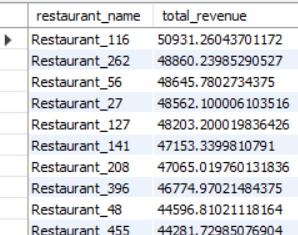 restaurant_name total_revenue
Restaurant_116 50931.26043701172
Restaurant_262 48860.23985290527
Restaurant_56 48645.7802734375
Restaurant_27 48562.100006103516
Restaurant_127 48203.200019836426
Restaurant_141 47153.3399810791
Restaurant_208 47065.019760131836
Restaurant_396 46774.97021484375
Restaurant_48 44596.81021118164
Restaurant_455 44281.72985076904